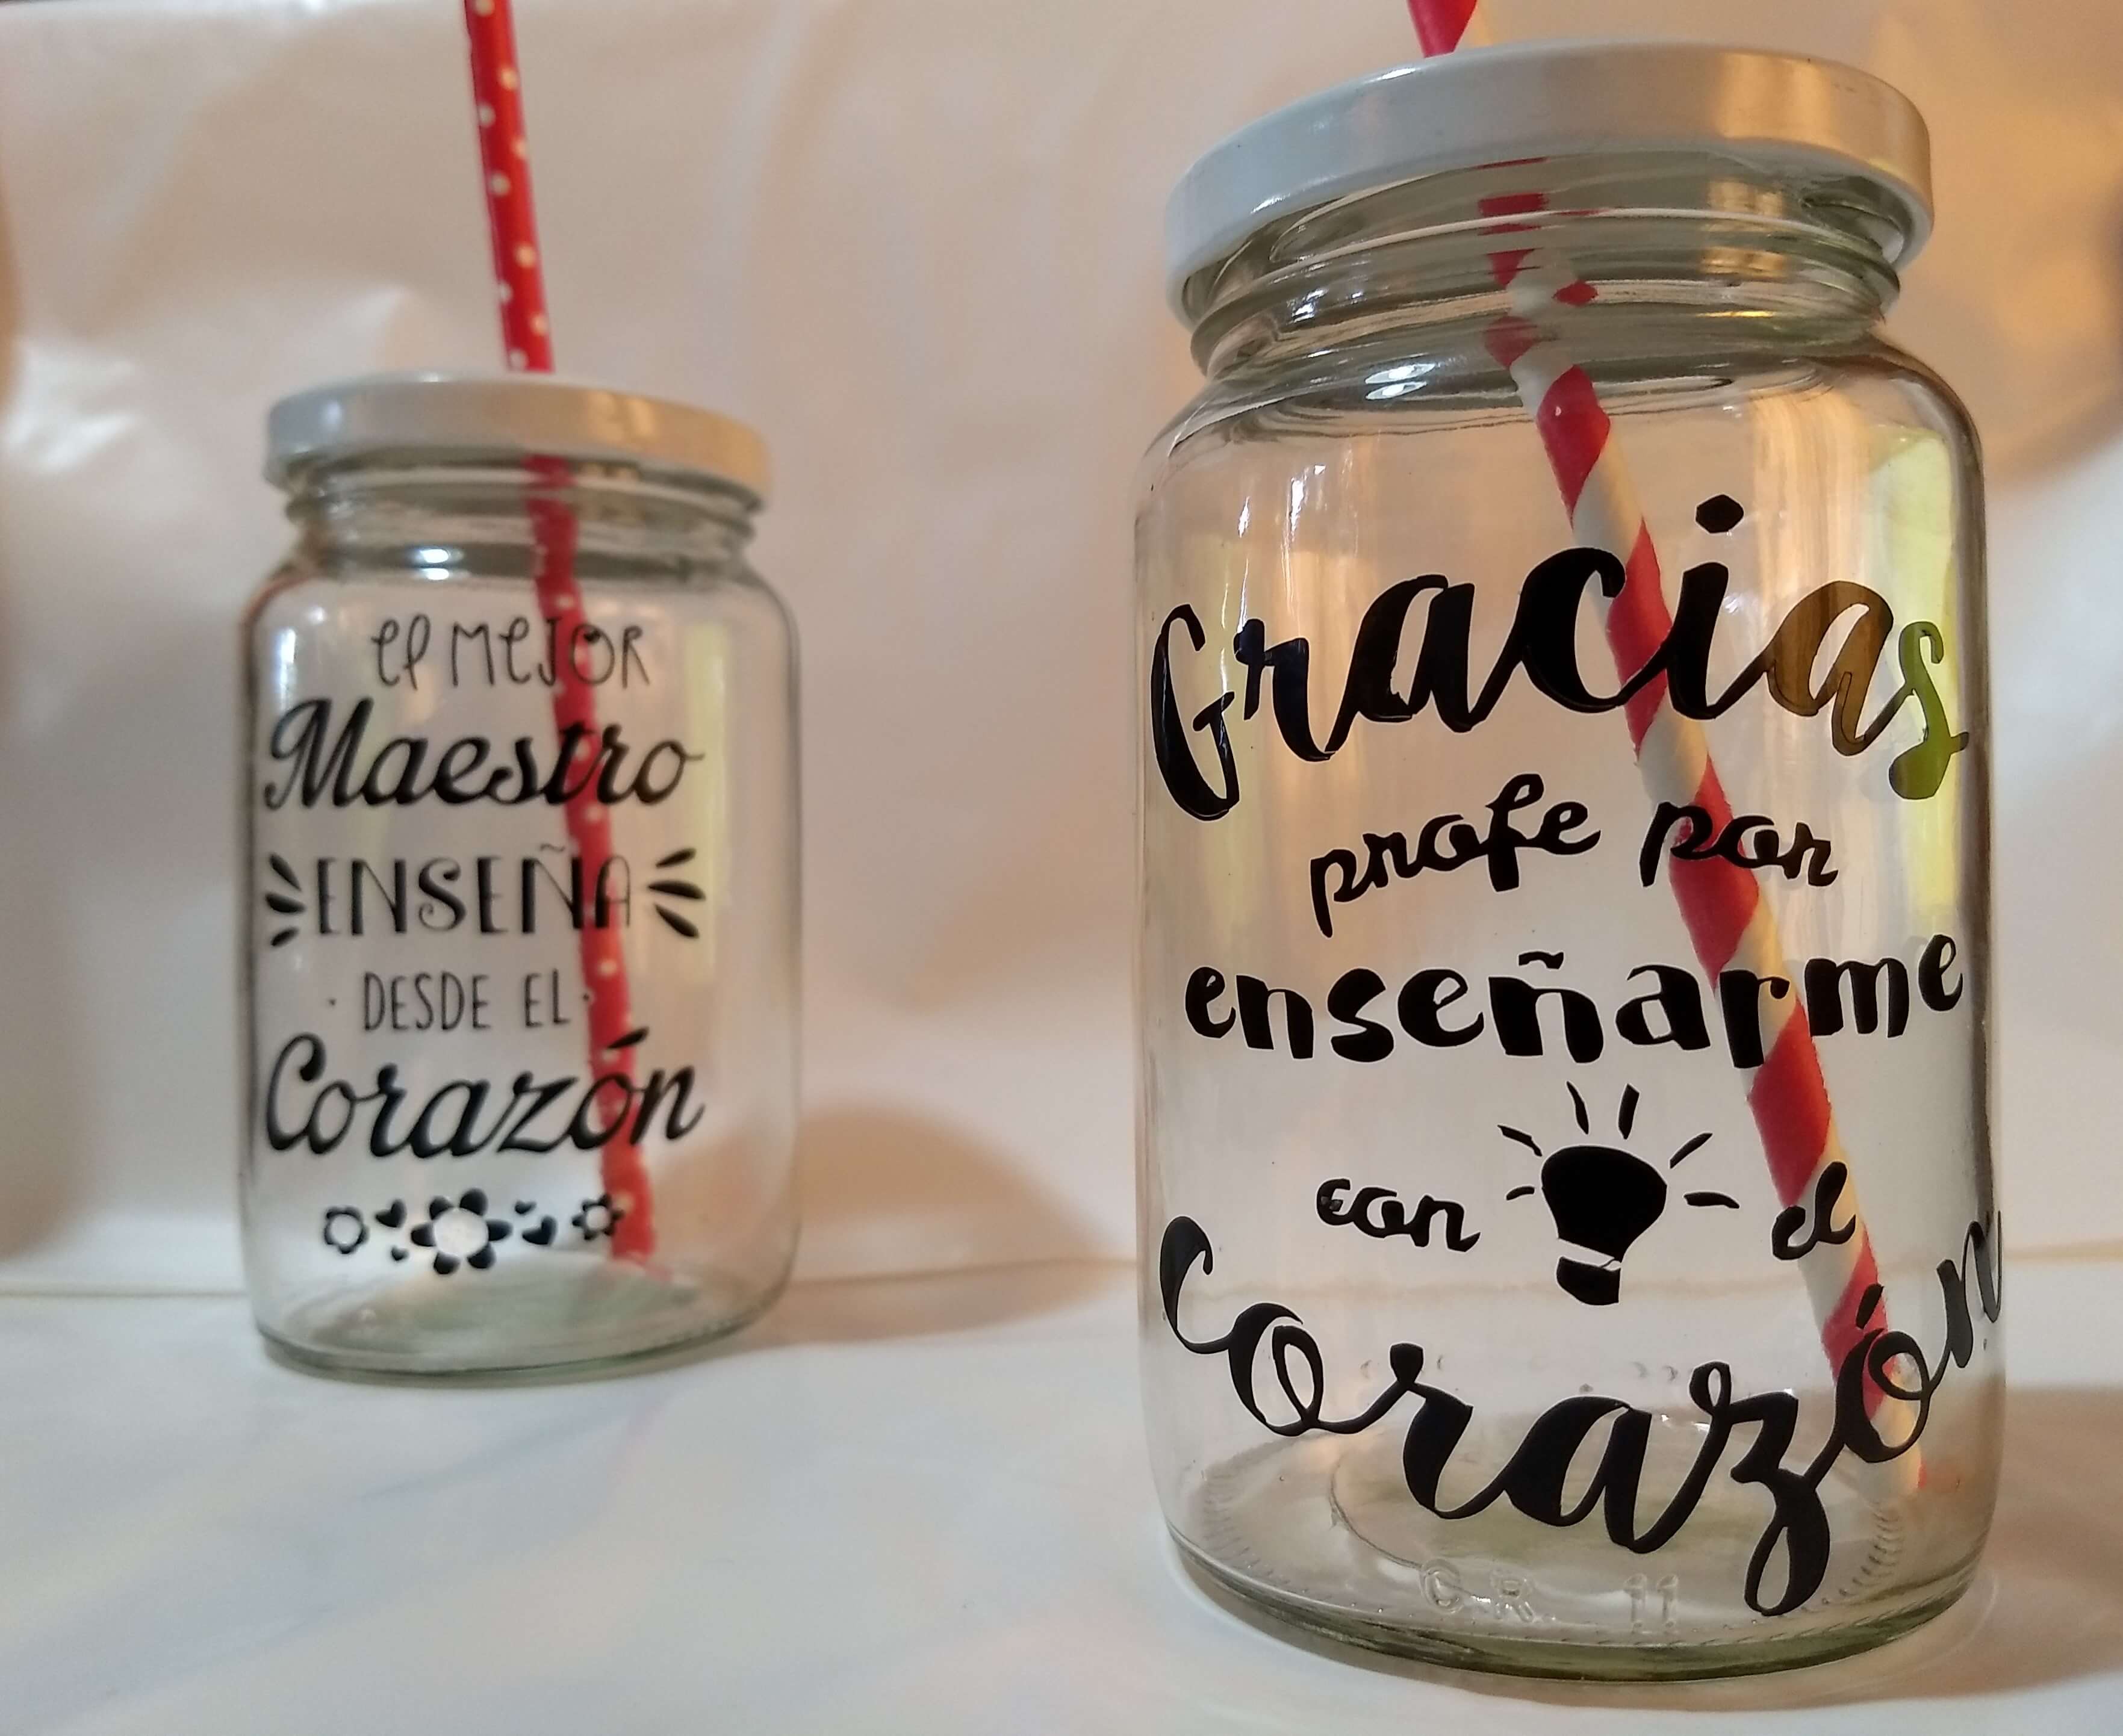 el mejor
Maestro
ENSEÑA
· DESDE EL ·
Corazón
Gracias
profe por
enseñarme
con el
Corazón
C.R. 11